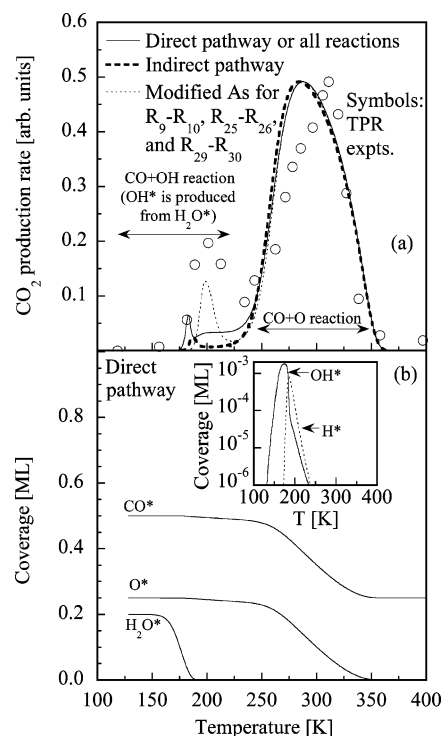 Direct pathway or all reactions
Indirect pathway
Modified As for
R₉-R₁₀, R₂₅-R₂₆,
and R₂₉-R₃₀
Symbols:
TPR
expts.
CO+OH reaction
(OH* is produced
from H₂O*)
(a)
CO+O reaction
CO₂ production rate [arb. units]
0.6
0.5
0.4
0.3
0.2
0.1
Direct
pathway
(b)
OH*
H*
Coverage [ML]
10⁻³
10⁻⁴
10⁻⁵
10⁻⁶
100 200 300 400
T [K]
CO*
O*
H₂O*
Coverage [ML]
0.8
0.6
0.4
0.2
0.0
100 150 200 250 300 350 400
Temperature [K]